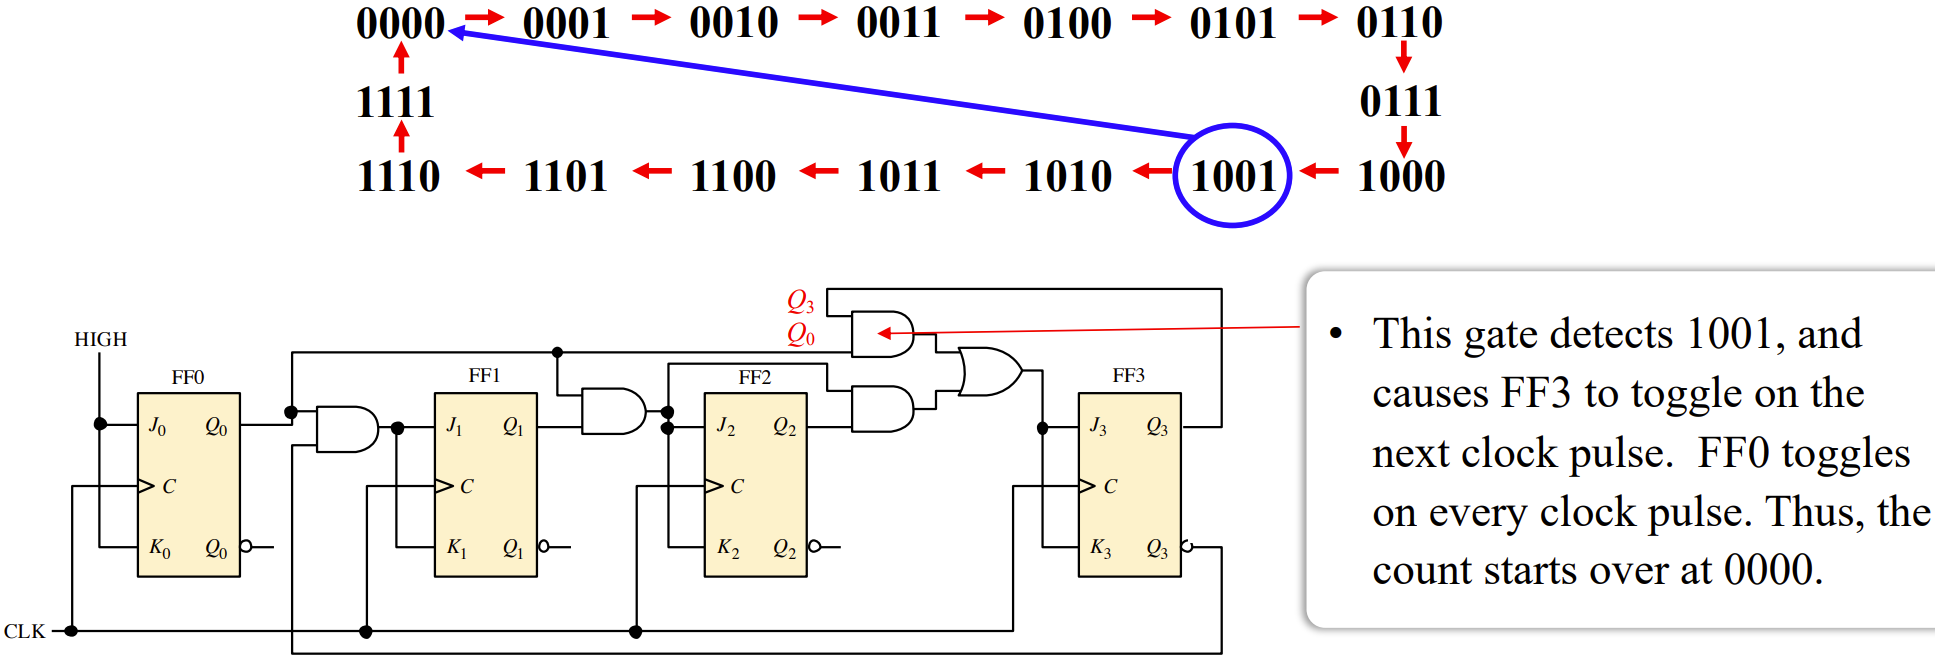 0000 0001 0010 0011 0100 0101 0110
1111 0111
1110 1101 1100 1011 1010 1001 1000
Q3
Q0
HIGH
FF0 FF1 FF2 FF3
J0 Q0 J1 Q1 J2 Q2 J3 Q3
C C C C
K0 Q0 K1 Q1 K2 Q2 K3 Q3
CLK
• This gate detects 1001, and
causes FF3 to toggle on the
next clock pulse. FF0 toggles
on every clock pulse. Thus, the
count starts over at 0000.